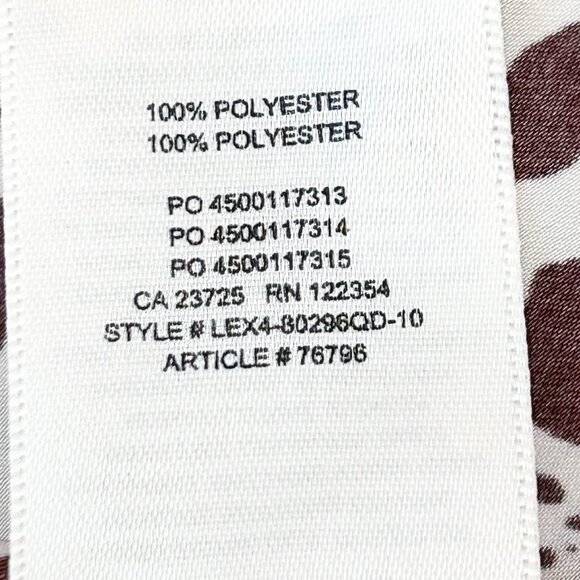 100% POLYESTER
100% POLYESTER
PO 4500117313
PO 4500117314
PO 4500117315
CA 23725 RN 122354
STYLE # LEX4-80296QD-10
ARTICLE # 76796